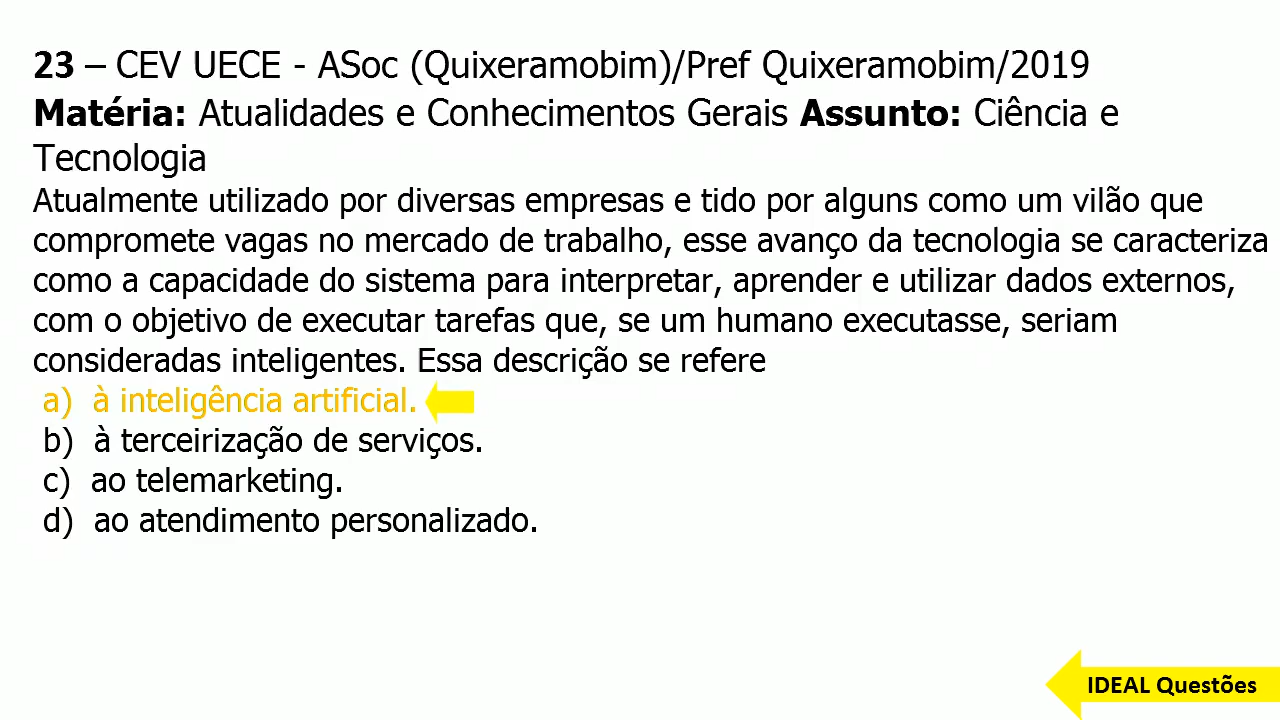 23 – CEV UECE - ASoc (Quixeramobim)/Pref Quixeramobim/2019
Matéria: Atualidades e Conhecimentos Gerais Assunto: Ciência e
Tecnologia
Atualmente utilizado por diversas empresas e tido por alguns como um vilão que
compromete vagas no mercado de trabalho, esse avanço da tecnologia se caracteriza
como a capacidade do sistema para interpretar, aprender e utilizar dados externos,
com o objetivo de executar tarefas que, se um humano executasse, seriam
consideradas inteligentes. Essa descrição se refere
a) à inteligência artificial.
b) à terceirização de serviços.
c) ao telemarketing.
d) ao atendimento personalizado.
IDEAL Questões